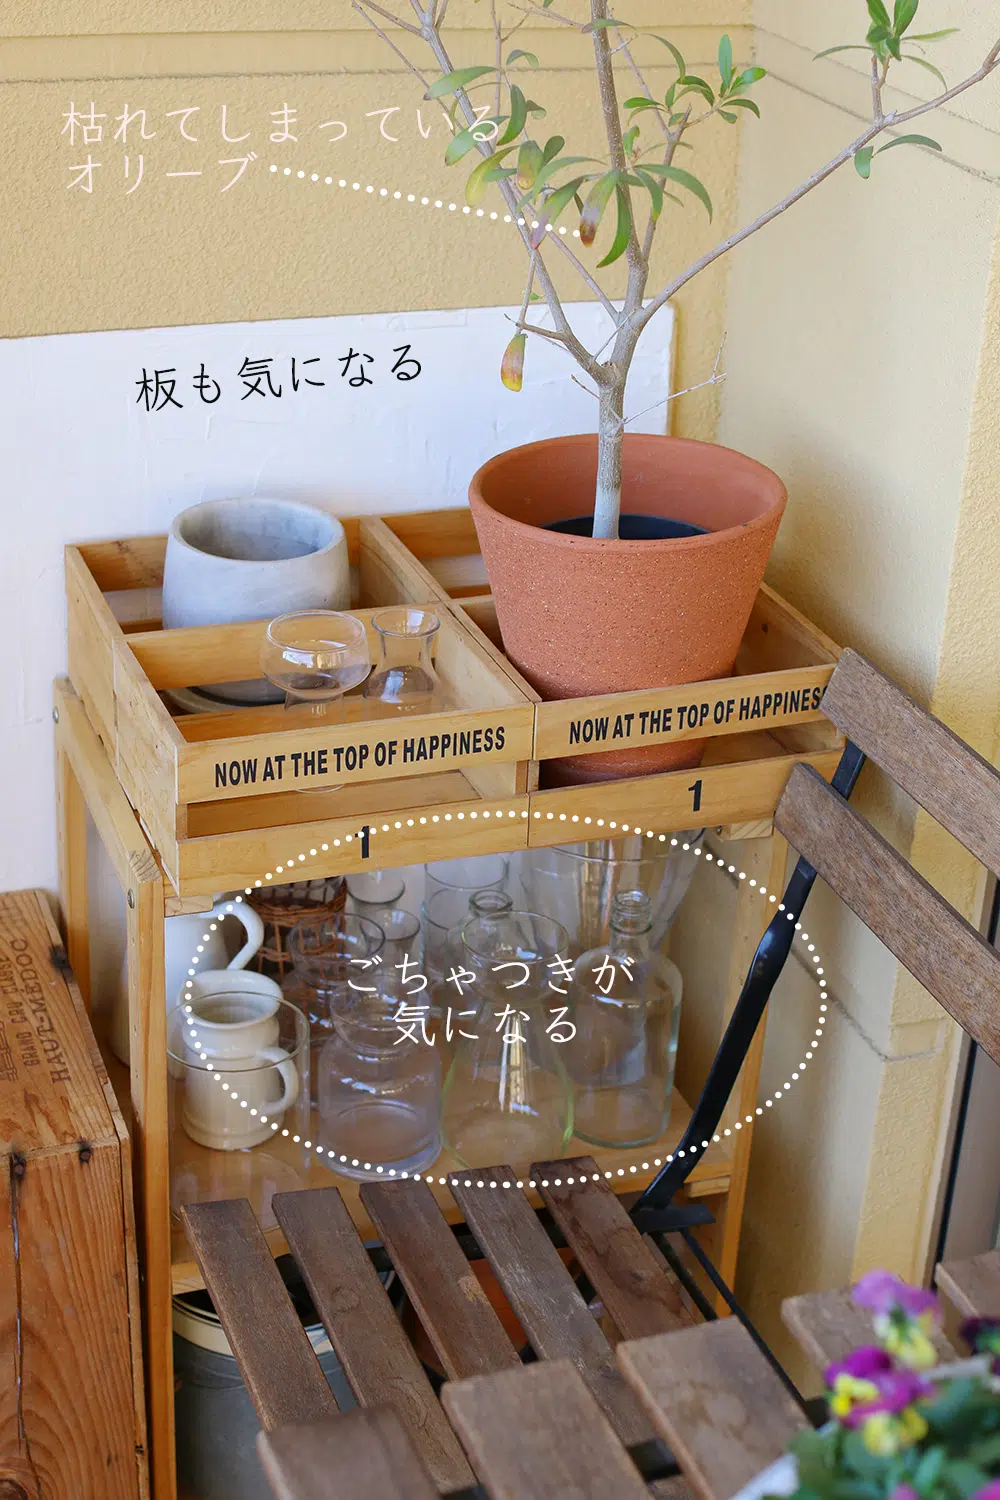 枯れてしまっている
オリーブ
板も気になる
NOW AT THE TOP OF HAPPINESS
NOW AT THE TOP OF HAPPINESS
1
1
ごちゃつきが
気になる
HAUT-MÉDOC